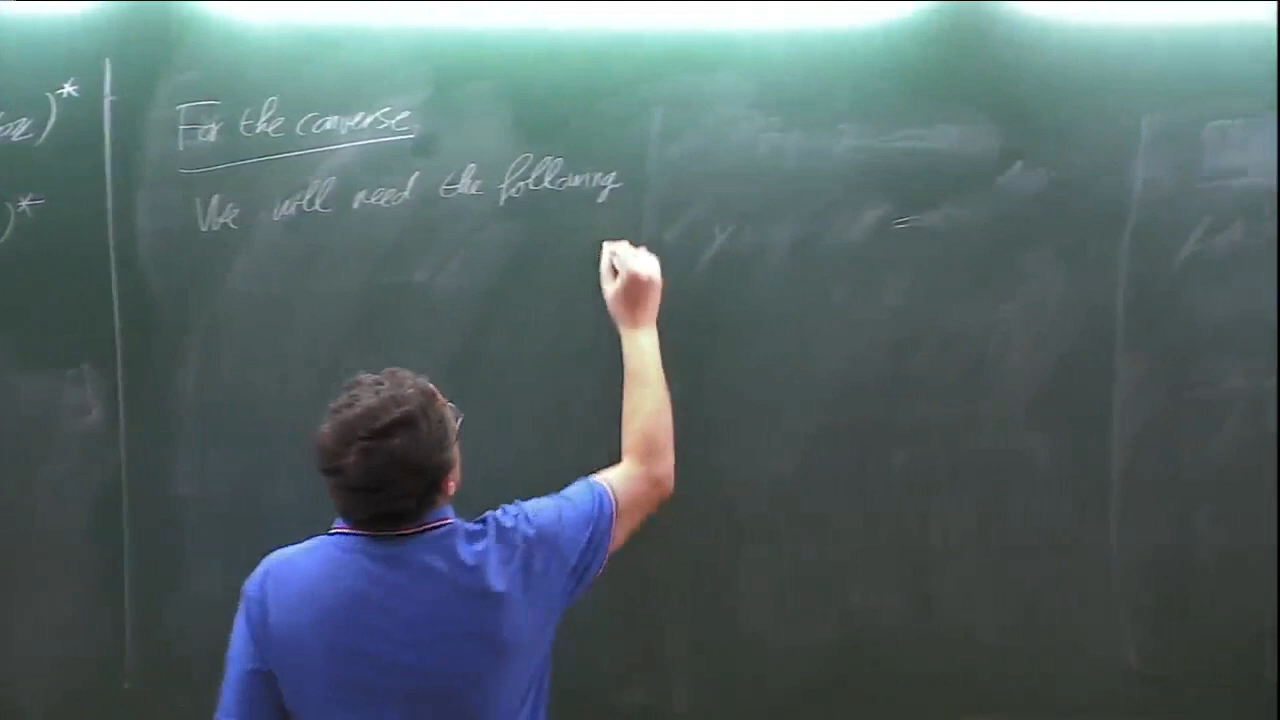 )*
)*
For the converse
We will need the following